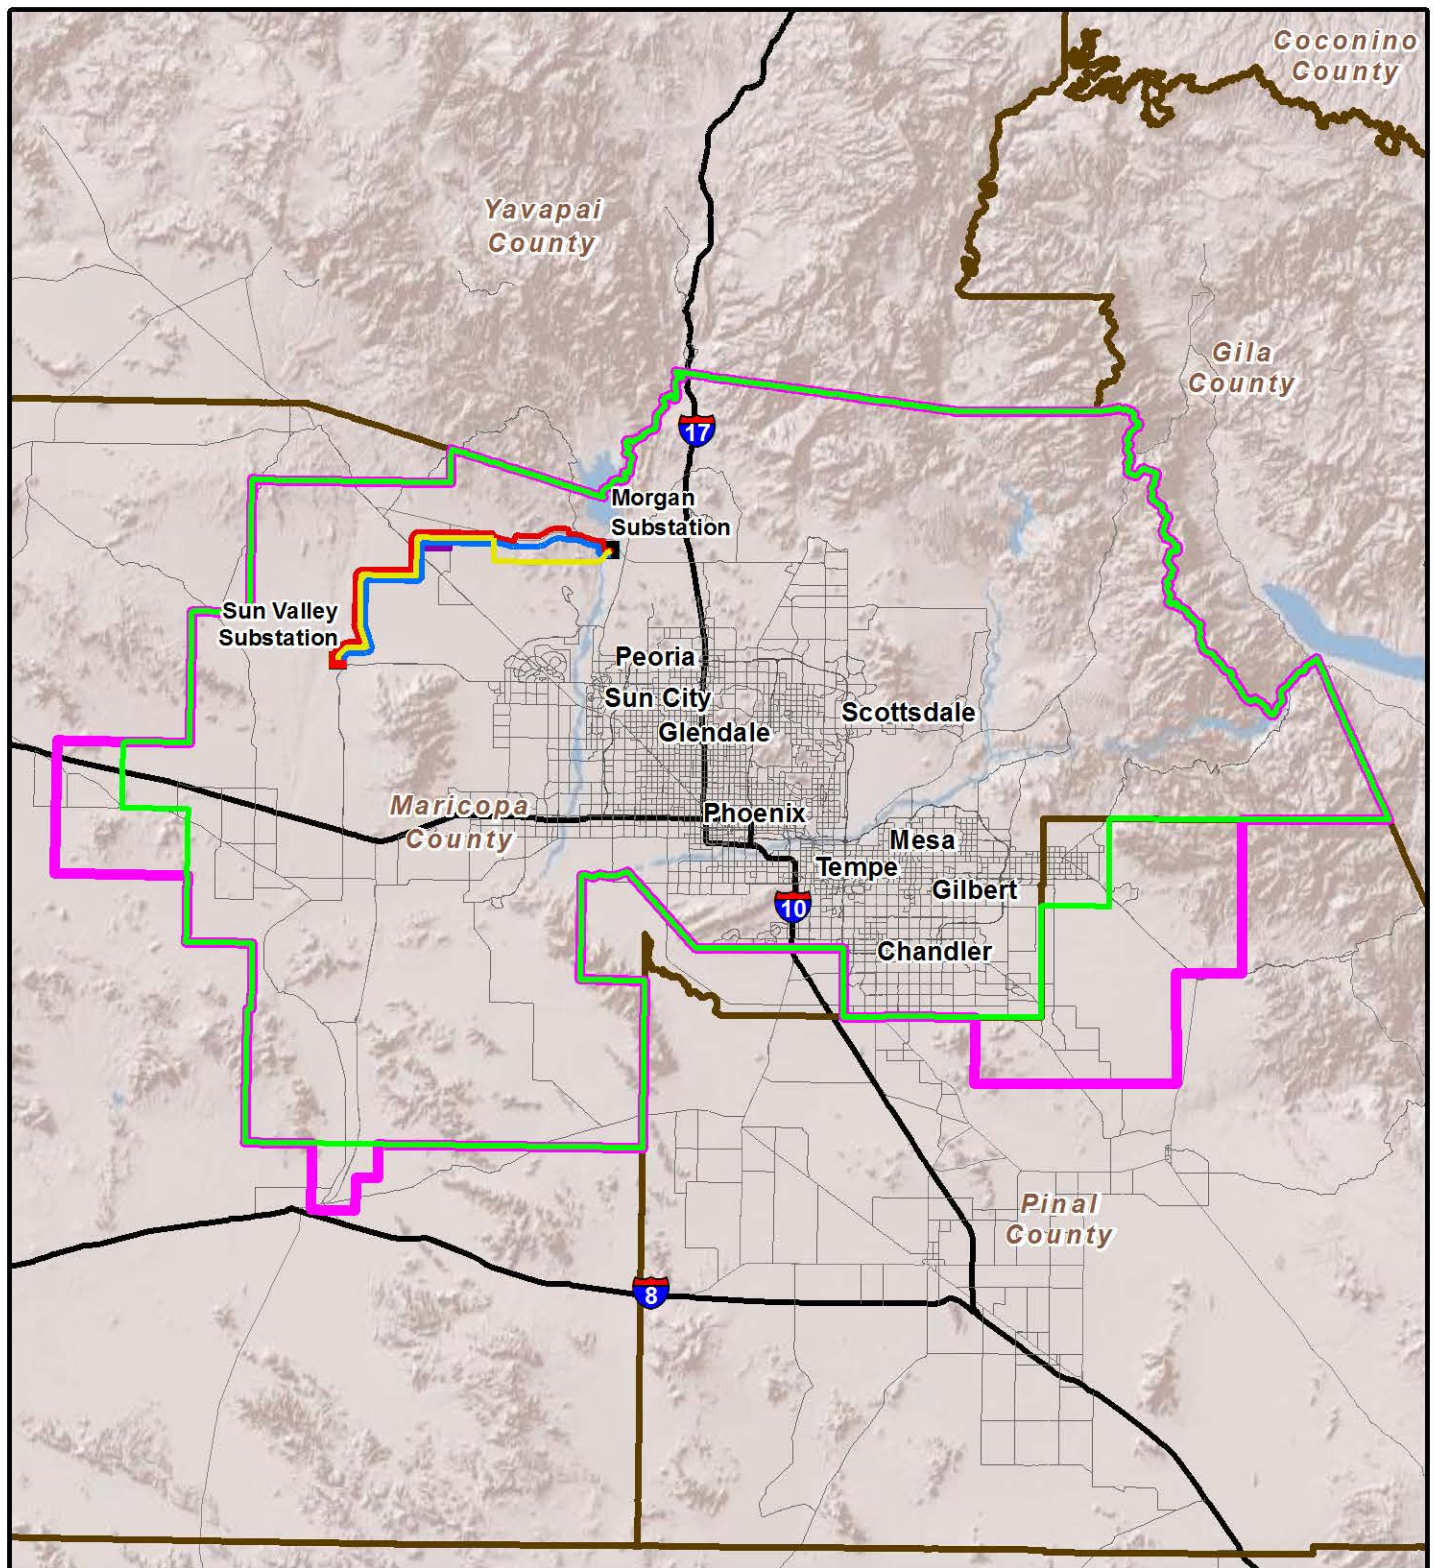 Coconino
County
Yavapai
County
Gila
County
17
Morgan
Substation
Sun Valley
Substation
Peoria
Sun City
Scottsdale
Glendale
Maricopa
County
Phoenix
Mesa
Tempe
Gilbert
10
Chandler
Pinal
County
8